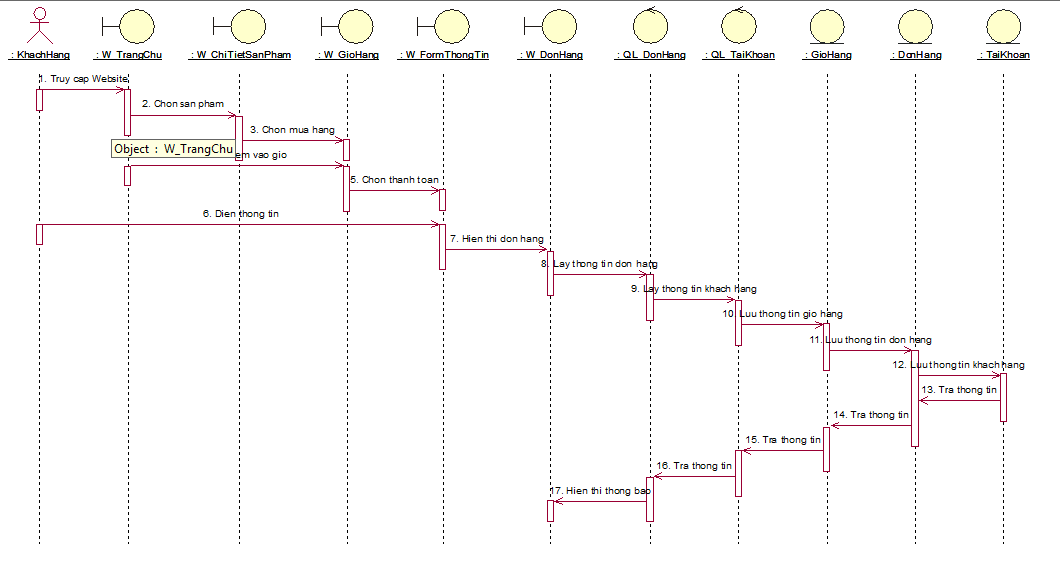 : KhachHang
: W_TrangChu
: W_ChiTietSanPham
: W_GioHang
: W_FormThongTin
: W_DonHang
: QL_DonHang
: QL_TaiKhoan
: GioHang
: DonHang
: TaiKhoan
1. Truy cap Website
2. Chon san pham
3. Chon mua hang
Object : W_TrangChu
em vao gio
5. Chon thanh toan
6. Dien thong tin
7. Hien thi don hang
8. Lay thong tin don hang
9. Lay thong tin khach hang
10. Luu thong tin gio hang
11. Luu thong tin don hang
12. Luu thong tin khach hang
13. Tra thong tin
14. Tra thong tin
15. Tra thong tin
16. Tra thong tin
17. Hien thi thong bao